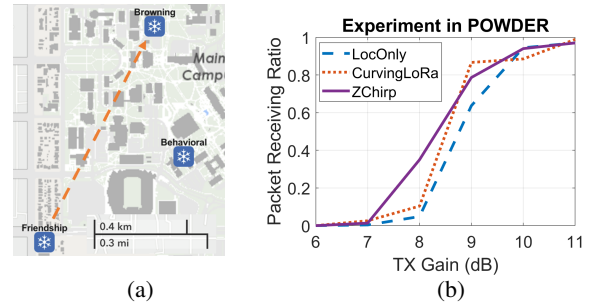 Browning
Main
Campu
Behavioral
Friendship
0.4 km
0.3 mi
(a)
Experiment in POWDER
Packet Receiving Ratio
1
0.8
0.6
0.4
0.2
0
LocOnly
CurvingLoRa
ZChirp
6 7 8 9 10 11
TX Gain (dB)
(b)